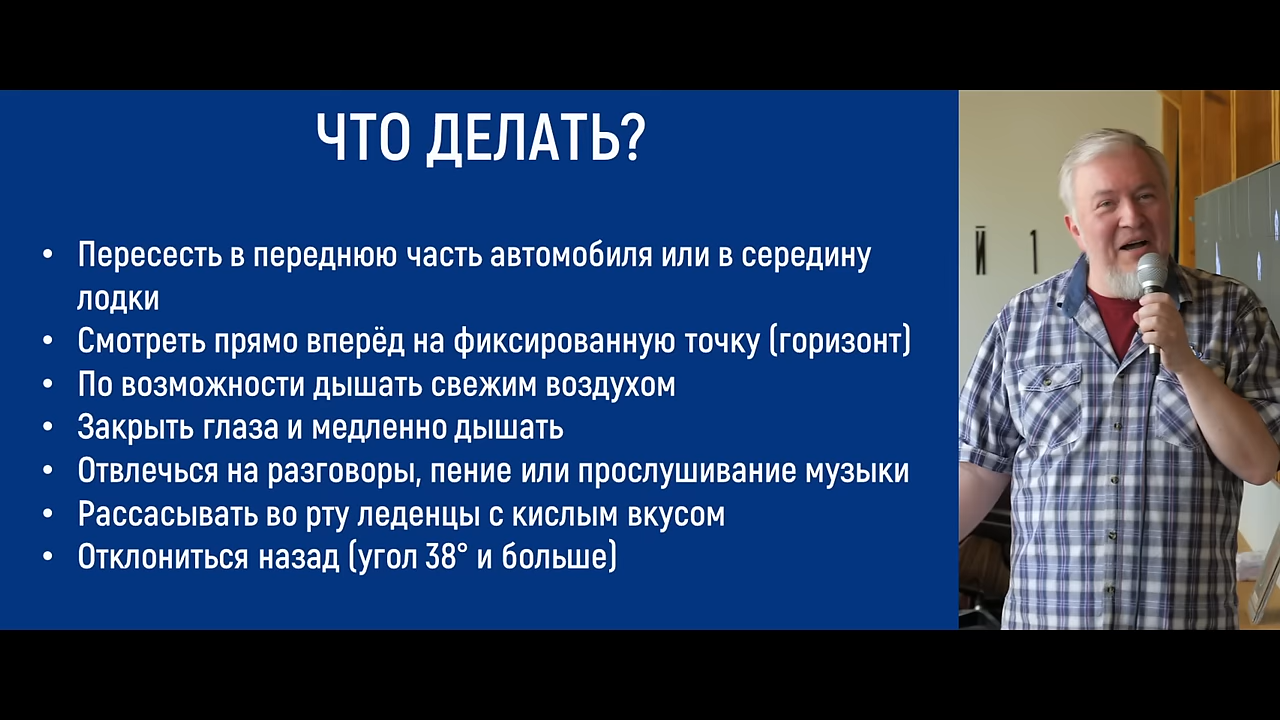 ЧТО ДЕЛАТЬ?
• Пересесть в переднюю часть автомобиля или в середину
лодки
• Смотреть прямо вперёд на фиксированную точку (горизонт)
• По возможности дышать свежим воздухом
• Закрыть глаза и медленно дышать
• Отвлечься на разговоры, пение или прослушивание музыки
• Рассасывать во рту леденцы с кислым вкусом
• Отклониться назад (угол 38° и больше)
Й 1